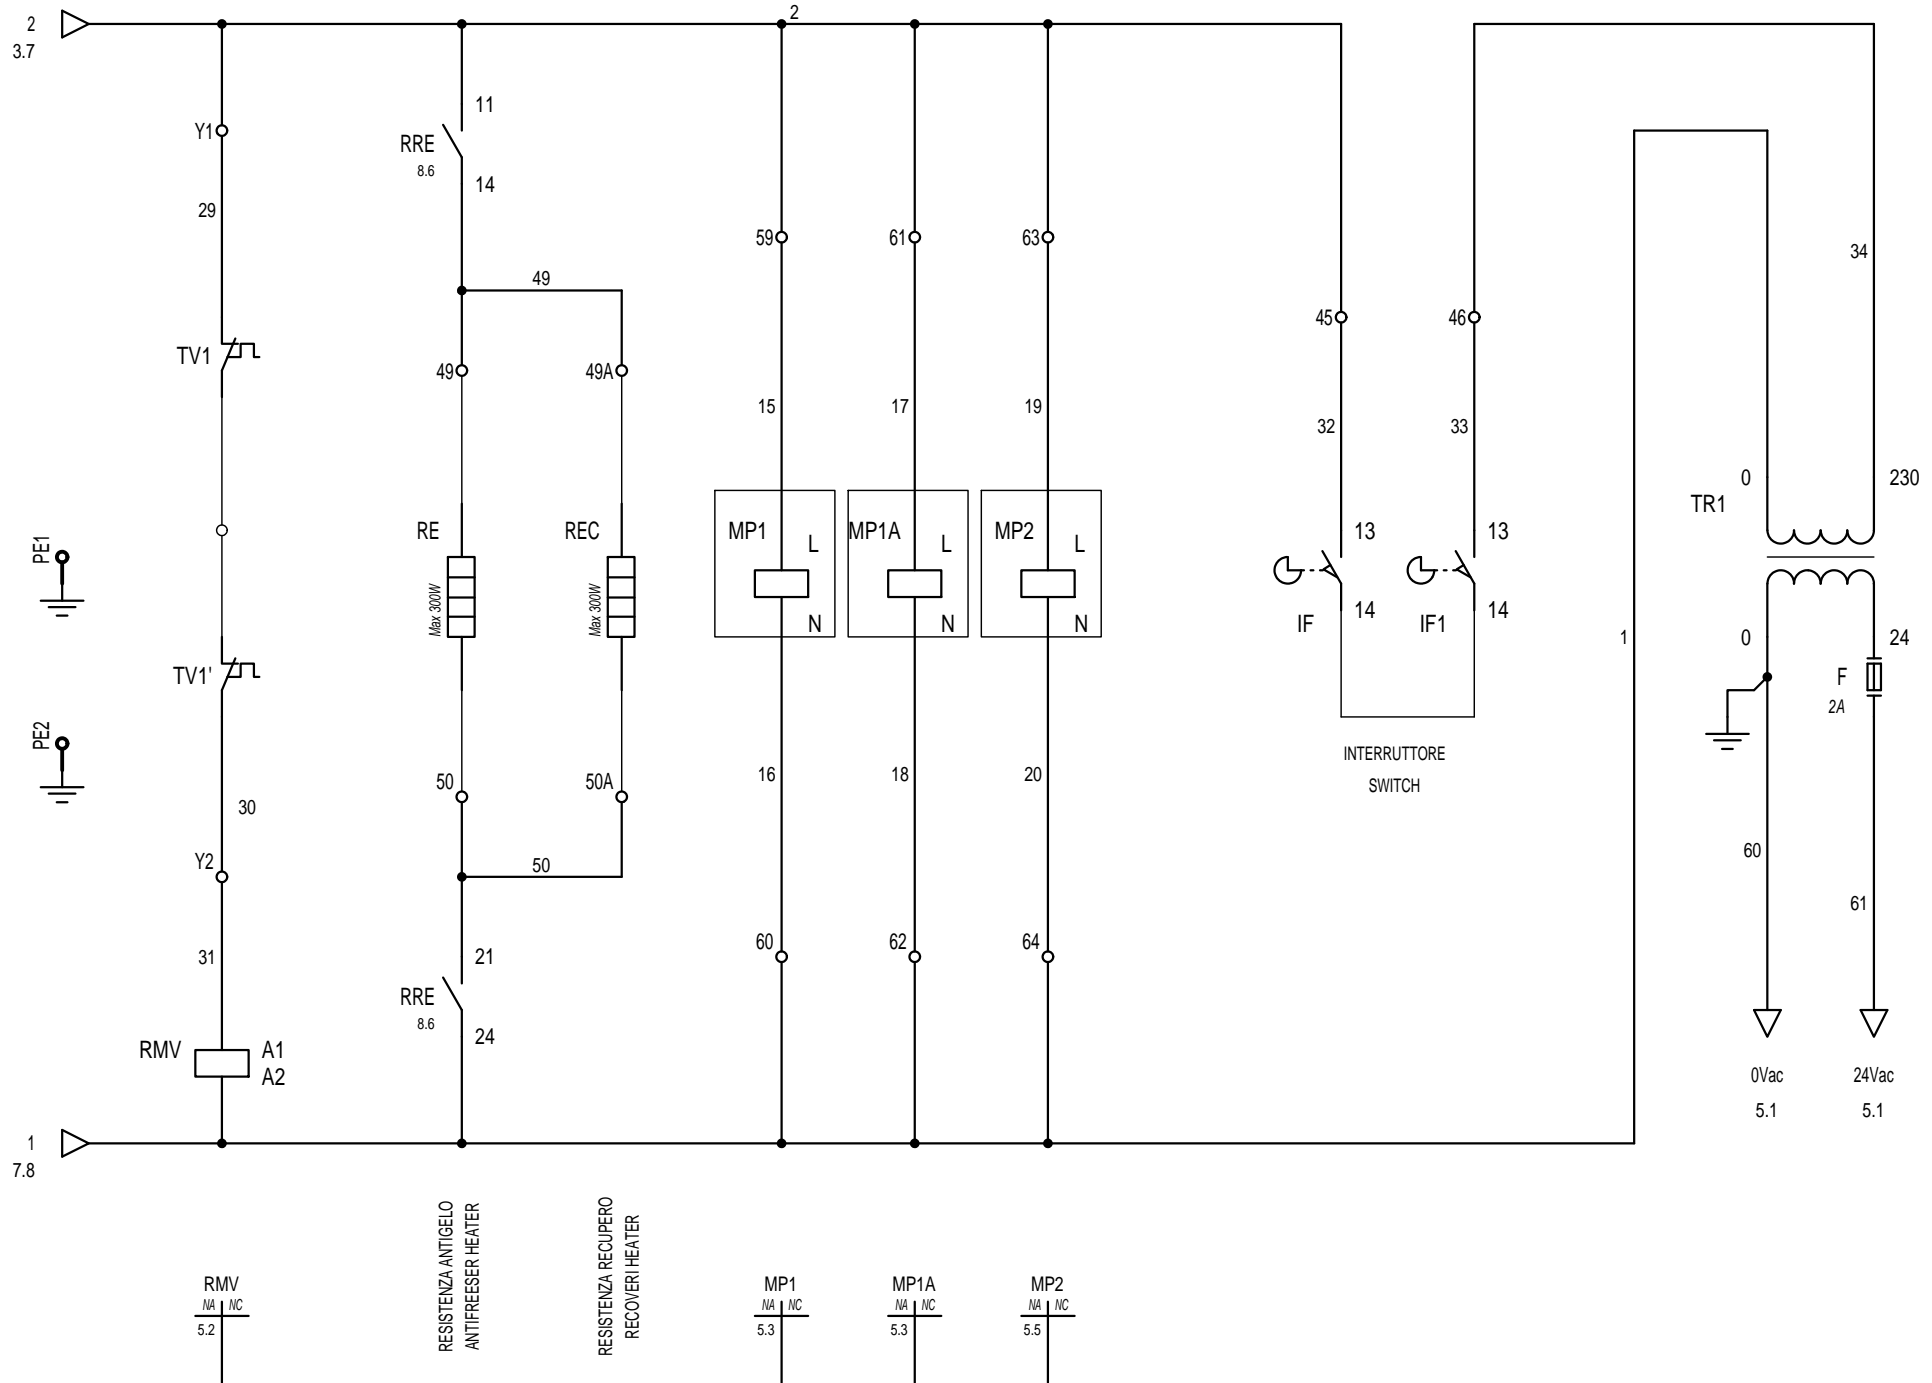 2
3.7
2
Y1
29
TV1
TV1'
30
Y2
31
RMV
A1
A2
PE1
PE2
11
RRE
8.6
14
49
49
49A
RE
Max 300W
REC
Max 300W
50
50A
50
21
RRE
8.6
24
59
61
63
15
17
19
MP1
L
N
MP1A
L
N
MP2
L
N
16
18
20
60
62
64
45
46
32
33
13
14
IF
13
14
IF1
INTERRUTTORE
SWITCH
1
34
0
230
TR1
0
24
F
2A
60
61
0Vac
5.1
24Vac
5.1
1
7.8
RESISTENZA ANTIGELO
ANTIFREESER HEATER
RESISTENZA RECUPERO
RECOVERI HEATER
RMV
NA NC
5.2
MP1
NA NC
5.3
MP1A
NA NC
5.3
MP2
NA NC
5.5